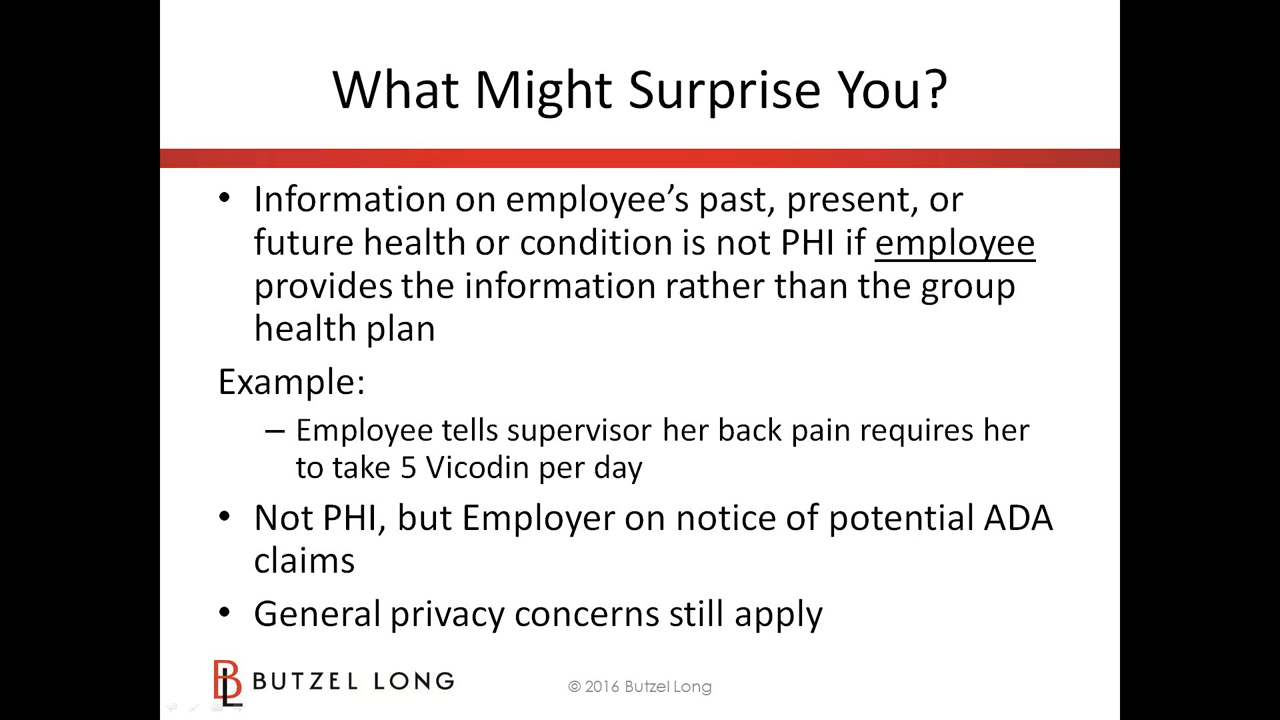 What Might Surprise You?
• Information on employee’s past, present, or
future health or condition is not PHI if employee
provides the information rather than the group
health plan
Example:
– Employee tells supervisor her back pain requires her
to take 5 Vicodin per day
• Not PHI, but Employer on notice of potential ADA
claims
• General privacy concerns still apply
BL BUTZEL LONG
© 2016 Butzel Long